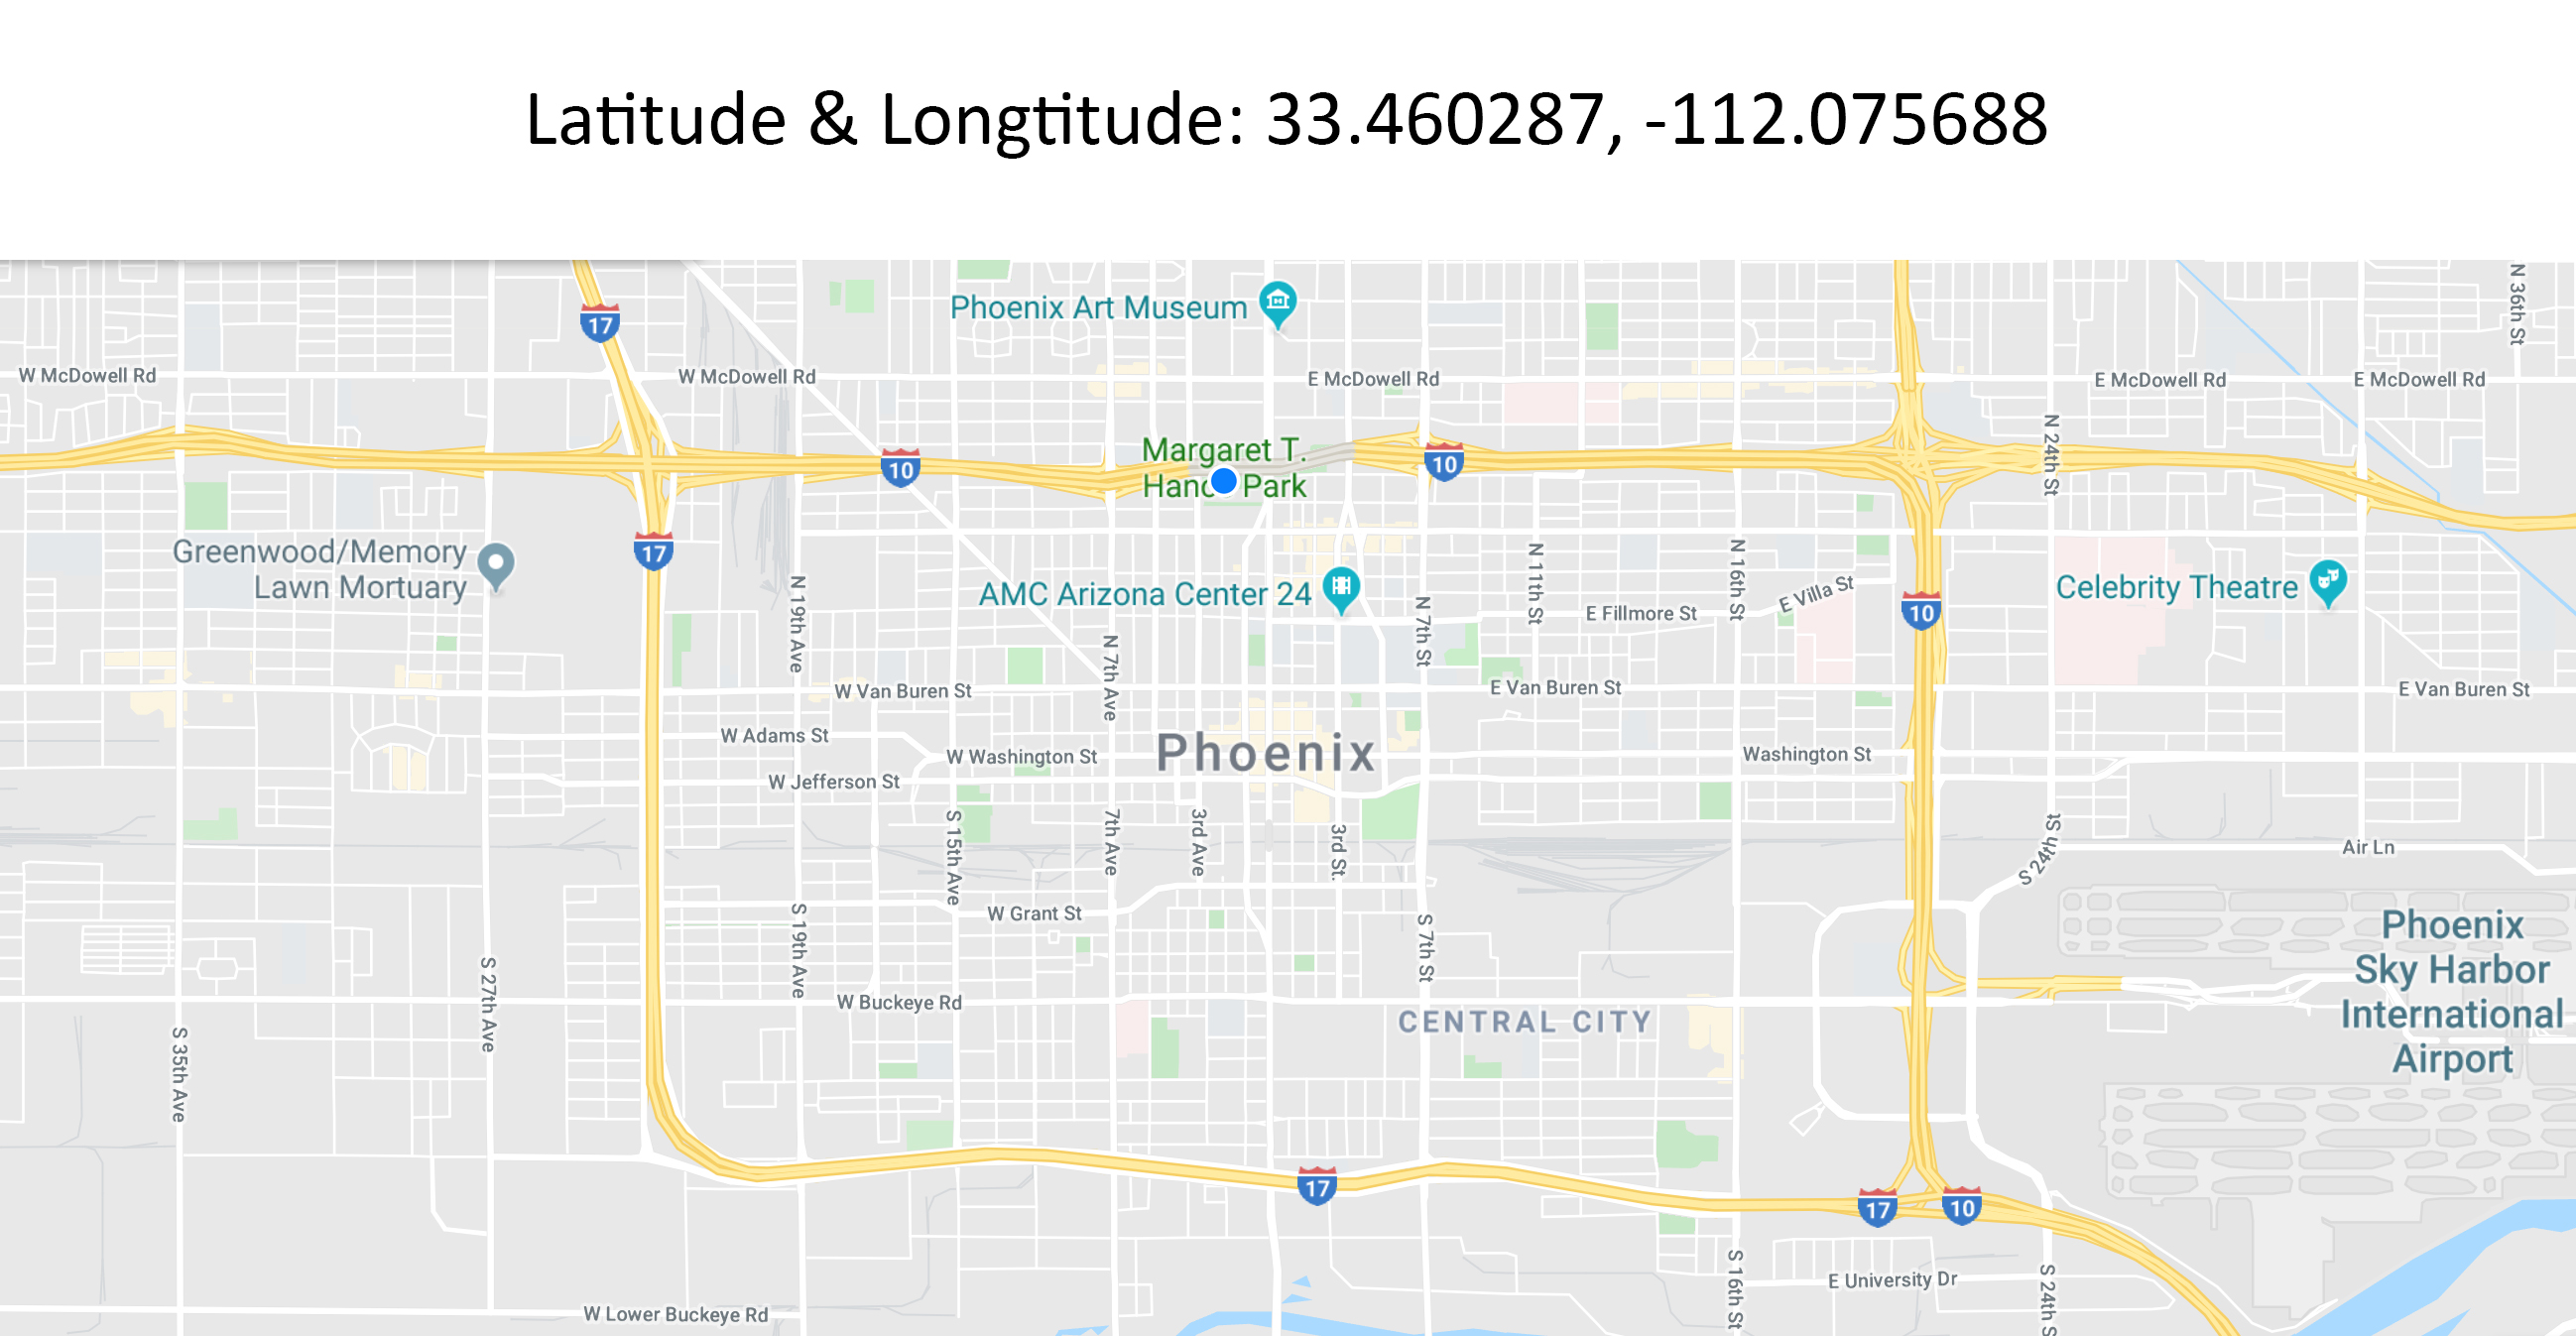 Latitude & Longtitude: 33.460287, -112.075688
N 36th St
17
Phoenix Art Museum
W McDowell Rd
W McDowell Rd
E McDowell Rd
E McDowell Rd
E McDowell Rd
Margaret T.
Park
10
10
N 24th St
17
Greenwood/Memory
Lawn Mortuary
AMC Arizona Center 24
N 19th Ave
N 7th Ave
N 7th St
N 11th St
N 16th St
E Fillmore St
E Villa St
10
Celebrity Theatre
W Van Buren St
E Van Buren St
E Van Buren St
W Adams St
W Washington St
Phoenix
Washington St
W Jefferson St
S 15th Ave
7th Ave
3rd Ave
3rd St.
S 24th St
Air Ln
W Grant St
S 19th Ave
S 7th St
Phoenix
Sky Harbor
International
Airport
S 27th Ave
W Buckeye Rd
CENTRAL CITY
S 35th Ave
17
17
10
S 16th St
E University Dr
S 24th S
W Lower Buckeye Rd